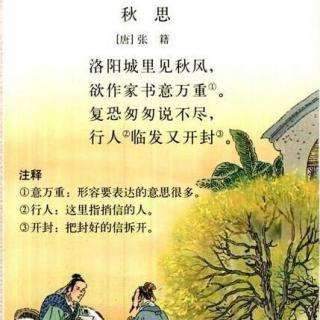 秋 思
[唐] 张 籍
洛阳城里见秋风，
欲作家书意万重①。
复恐匆匆说不尽，
行人②临发又开封③。
注释
①意万重：形容要表达的意思很多。
②行人：这里指捎信的人。
③开封：把封好的信拆开。